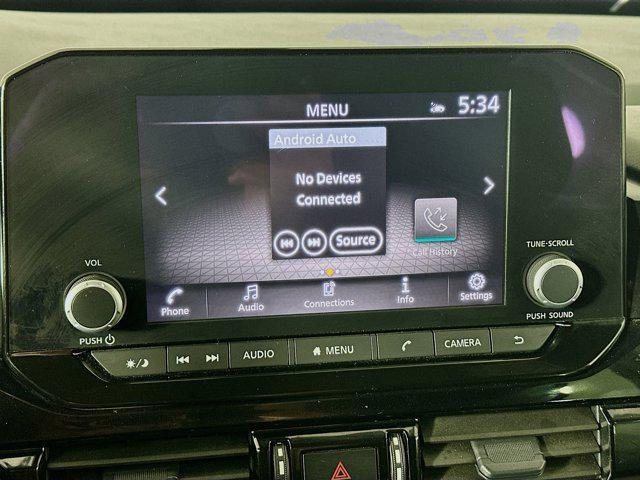 MENU 5:34
Android Auto
No Devices
Connected
Source
Call History
Phone Audio Connections Info Settings
VOL
PUSH
TUNE·SCROLL
PUSH SOUND
AUDIO MENU CAMERA